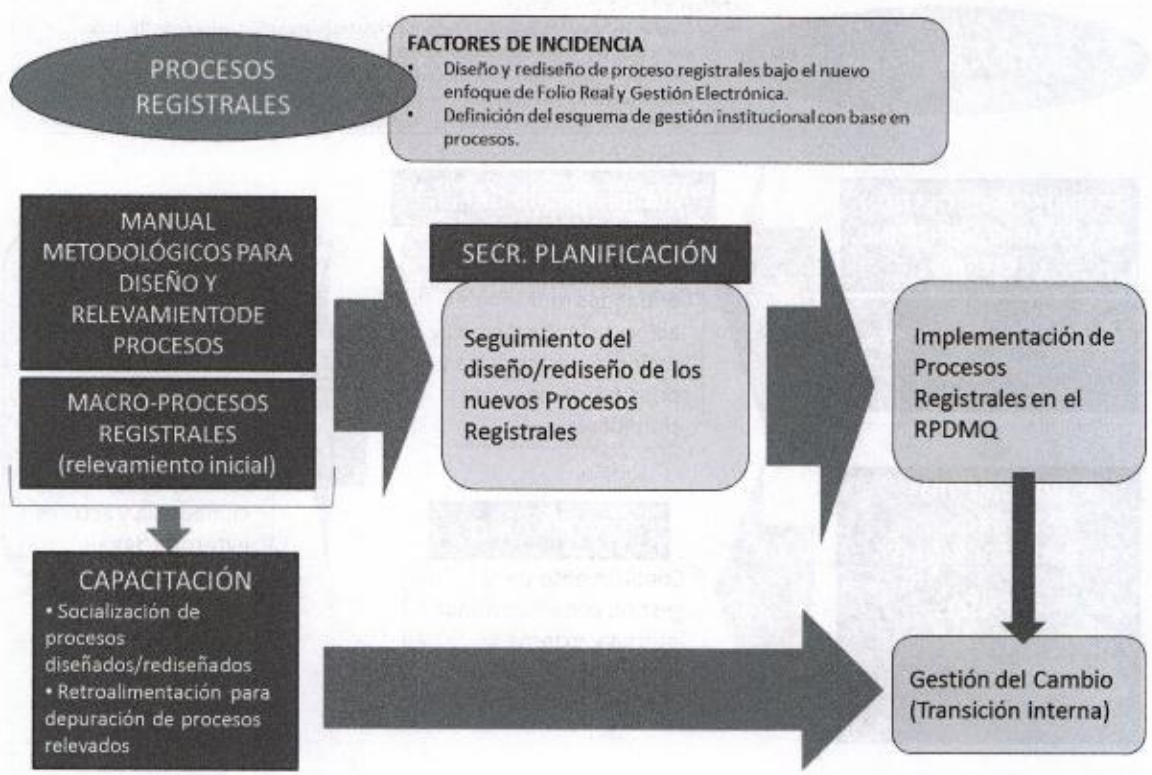 PROCESOS
REGISTRALES
FACTORES DE INCIDENCIA
• Diseño y rediseño de proceso registrales bajo el nuevo
enfoque de Folio Real y Gestión Electrónica.
• Definición del esquema de gestión institucional con base en
procesos.
MANUAL
METODOLÓGICOS PARA
DISEÑO Y
RELEVAMIENTODE
PROCESOS
MACRO-PROCESOS
REGISTRALES
(relevamiento inicial)
SECR. PLANIFICACIÓN
Seguimiento del
diseño/rediseño de los
nuevos Procesos
Registrales
Implementación de
Procesos
Registrales en el
RPDMQ
CAPACITACIÓN
• Socialización de
procesos
diseñados/rediseñados
• Retroalimentación para
depuración de procesos
relevados
Gestión del Cambio
(Transición interna)